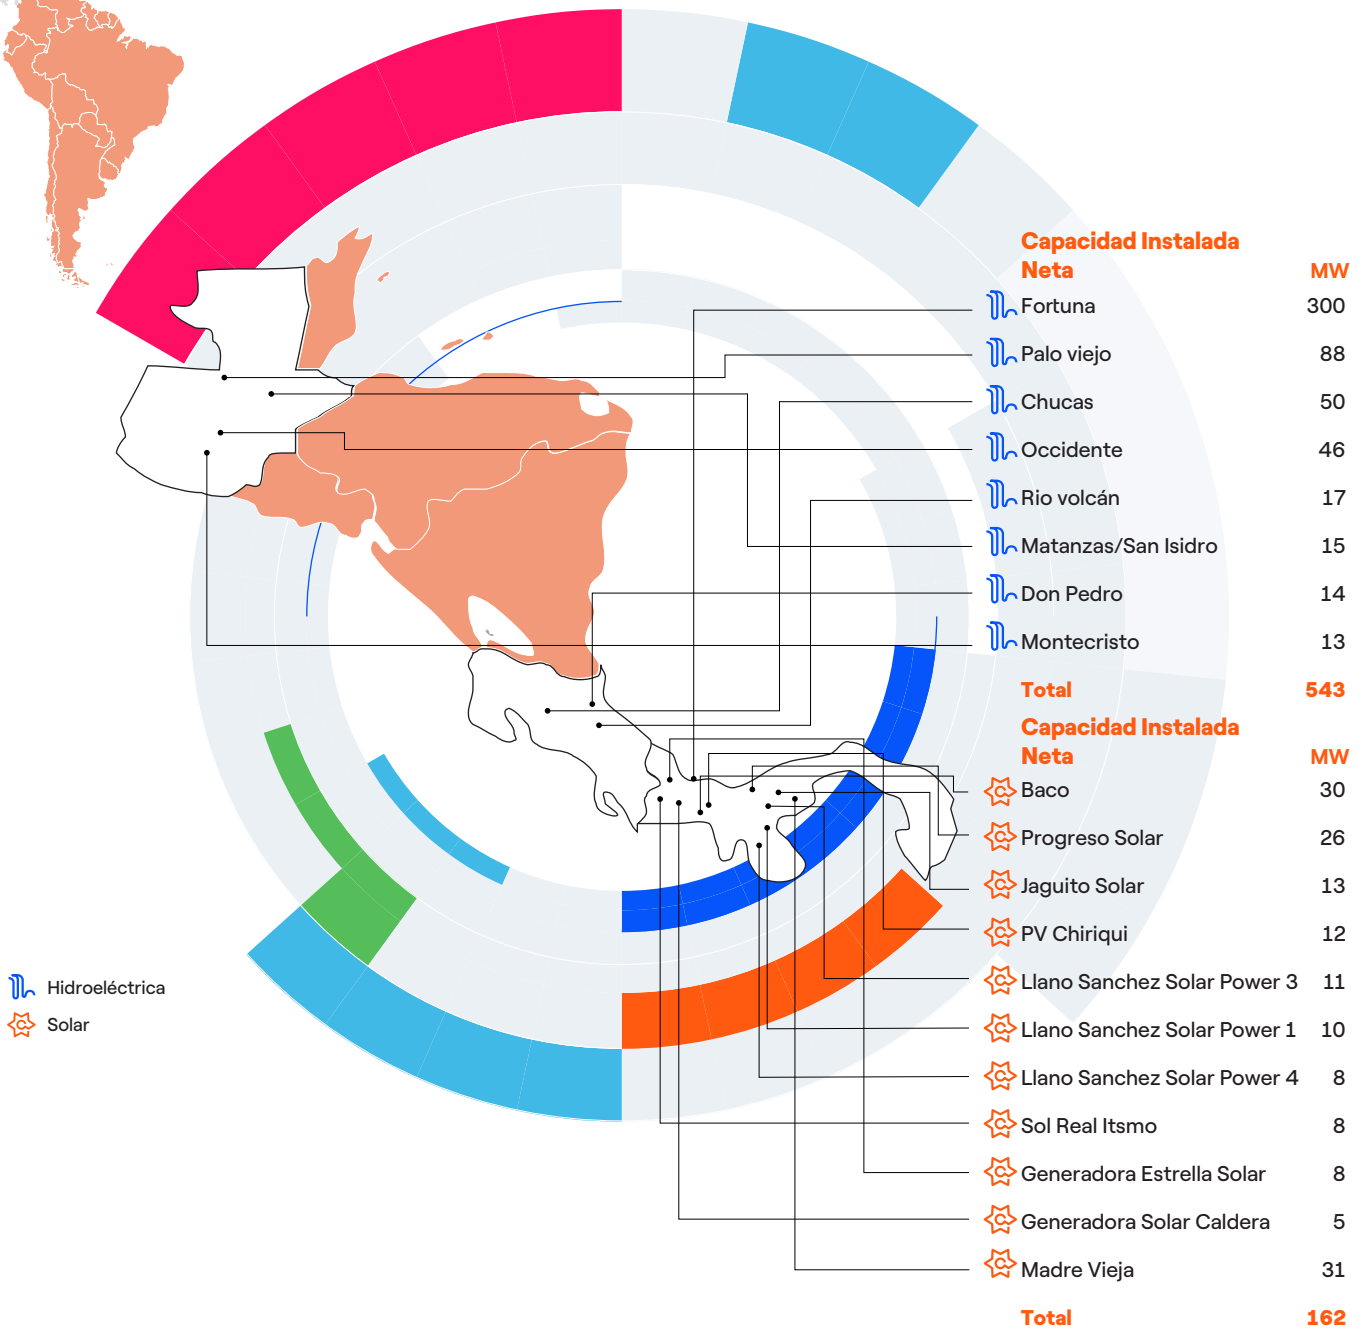 Capacidad Instalada
Neta MW
Fortuna 300
Palo viejo 88
Chucas 50
Occidente 46
Rio volcán 17
Matanzas/San Isidro 15
Don Pedro 14
Montecristo 13
Total 543
Capacidad Instalada
Neta MW
Baco 30
Progreso Solar 26
Jaguito Solar 13
PV Chiriqui 12
Llano Sanchez Solar Power 3 11
Llano Sanchez Solar Power 1 10
Llano Sanchez Solar Power 4 8
Sol Real Itsmo 8
Generadora Estrella Solar 8
Generadora Solar Caldera 5
Madre Vieja 31
Total 162
Hidroeléctrica
Solar